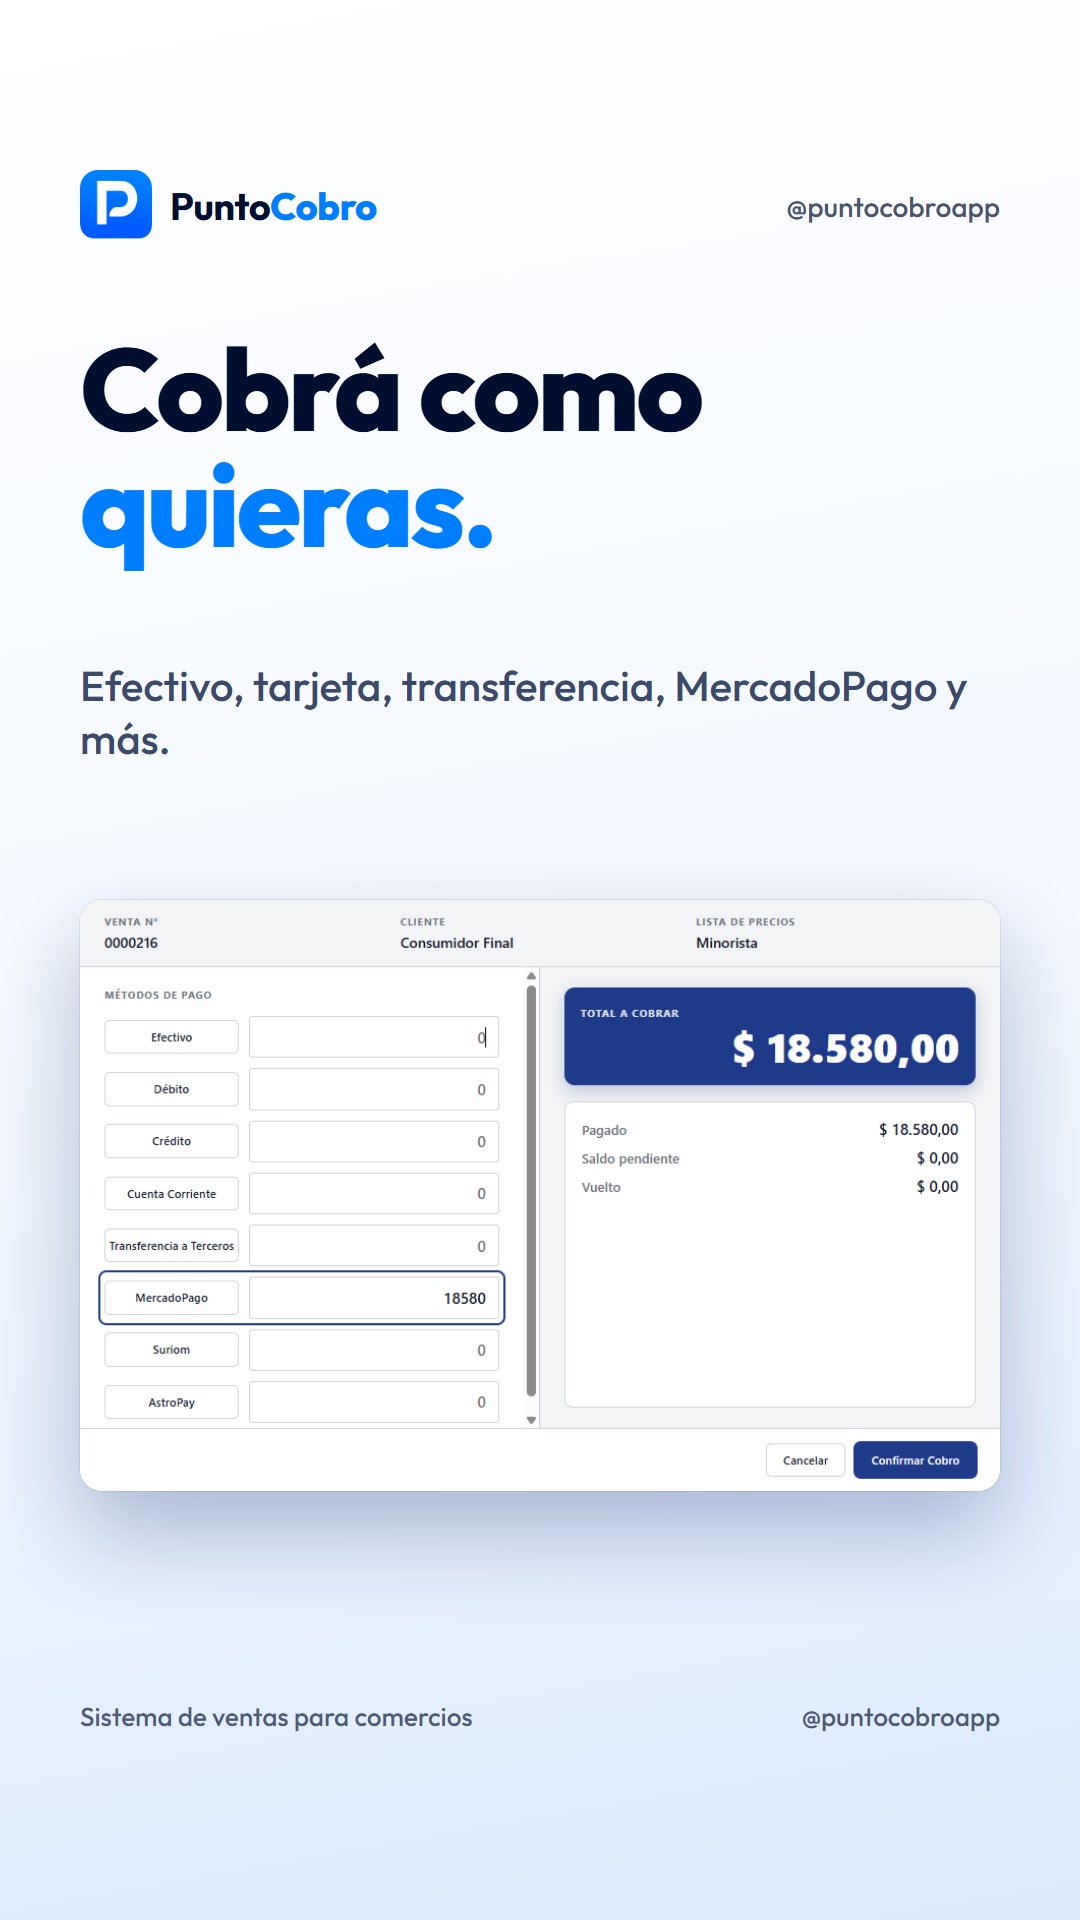 PuntoCobro
@puntocobroapp
Cobrá como
quieras.
Efectivo, tarjeta, transferencia, MercadoPago y
más.
VENTA N°
0000216
CLIENTE
Consumidor Final
LISTA DE PRECIOS
Minorista
MÉTODOS DE PAGO
Efectivo 0
Débito 0
Crédito 0
Cuenta Corriente 0
Transferencia a Terceros 0
MercadoPago 18580
Suriom 0
AstroPay 0
TOTAL A COBRAR
$ 18.580,00
Pagado $ 18.580,00
Saldo pendiente $ 0,00
Vuelto $ 0,00
Cancelar
Confirmar Cobro
Sistema de ventas para comercios
@puntocobroapp